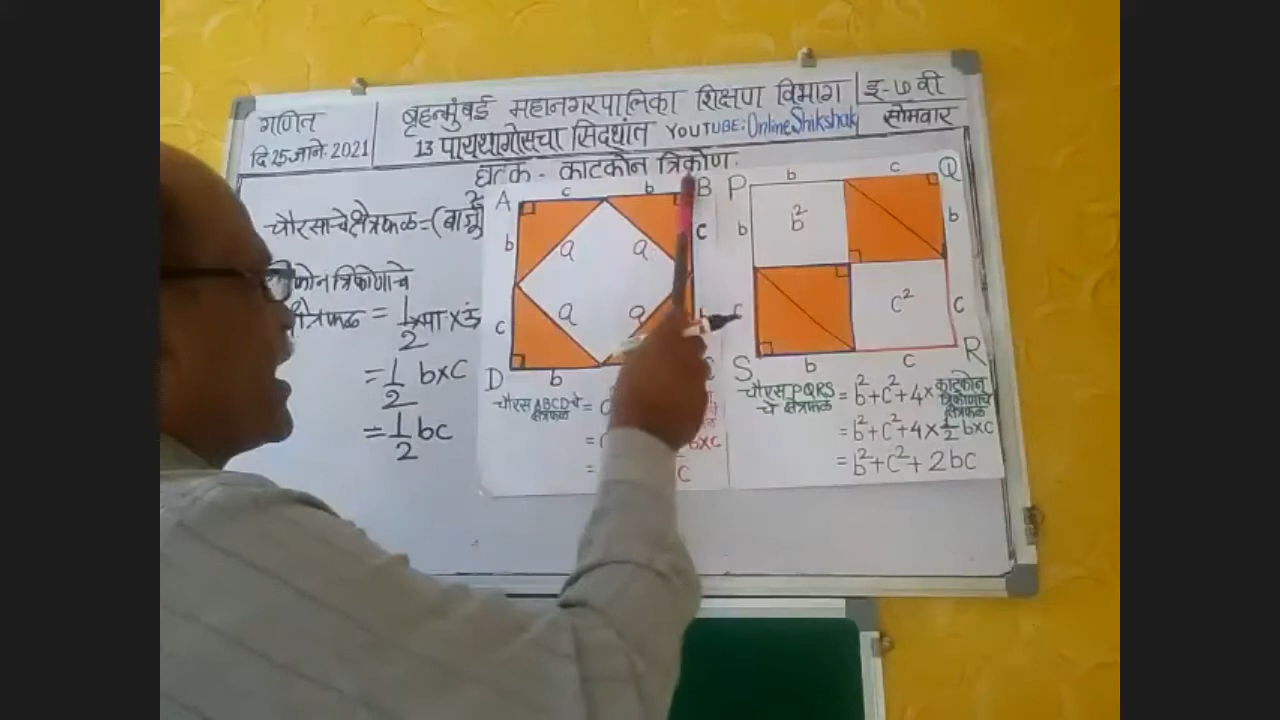 गणित
बृहन्मुंबई महानगरपालिका शिक्षण विभाग
इ-७ वी
दि 25 जाने. 2021
13 पायथागोसचा सिद्धांत YOUTUBE: OnlineShikshak
सोमवार
घटक - काटकोन त्रिकोण.
चौरसाचे क्षेत्रफळ = (बाजू)²
त्रिकोणाचे
= 1/2 ×पा ×
= 1/2 b×c
= 1/2 bc
A c b B
b a a c
c a a
D b
चौरस ABCD चे क्षेत्रफळ =
=
=
b×c
c
P b c Q
b b² b
c c² c
S b c R
चौरस PQRS चे क्षेत्रफळ = b²+c²+4× काटकोन त्रिकोणाचे क्षेत्रफळ
= b²+c²+4×1/2 b×c
= b²+c²+2bc